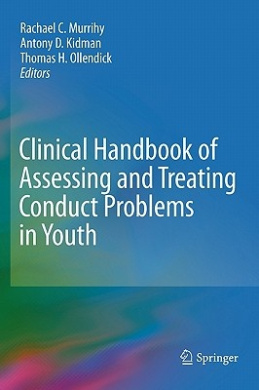 Rachael C. Murrihy
Antony D. Kidman
Thomas H. Ollendick
Editors
Clinical Handbook of
Assessing and Treating
Conduct Problems
in Youth
Springer